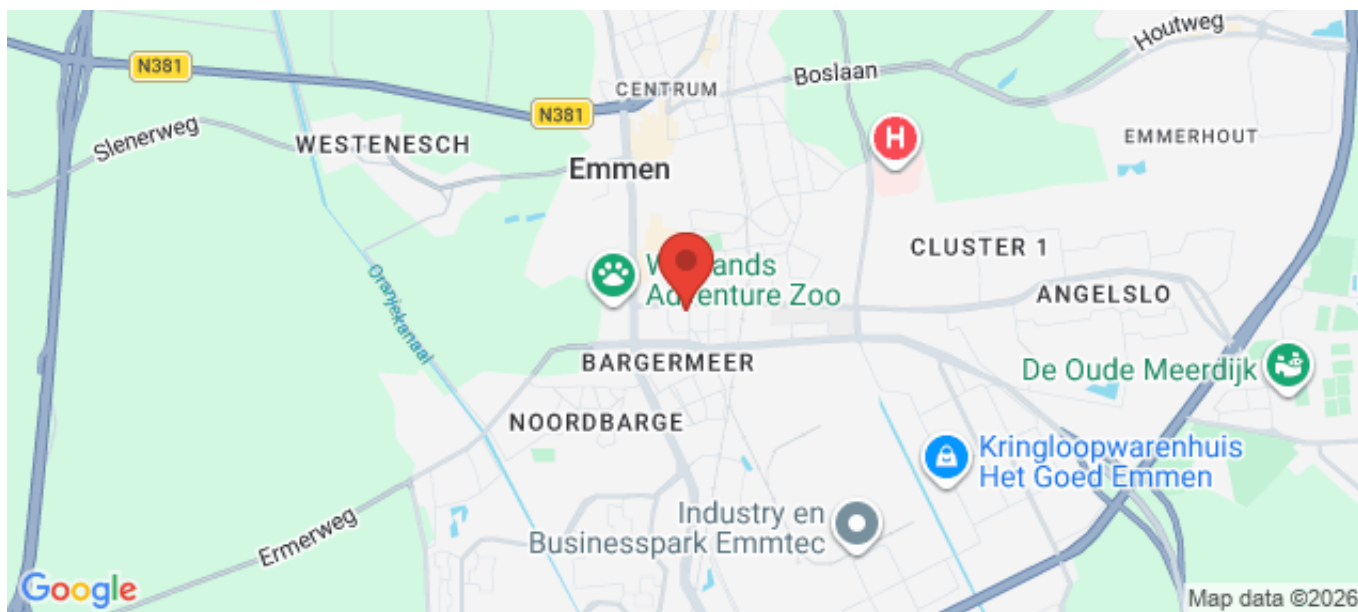 Houtweg
N381
Boslaan
CENTRUM
N381
Slenerweg
WESTENESCH
H
EMMERHOUT
Emmen
CLUSTER 1
Adventure Zoo
Oranjekanaal
ANGELSLO
BARGERMEER
De Oude Meerdijk
NOORDBARGE
Kringloopwarenhuis
Het Goed Emmen
Industry en
Businesspark Emmtec
Ermerweg
Google
Map data ©2026